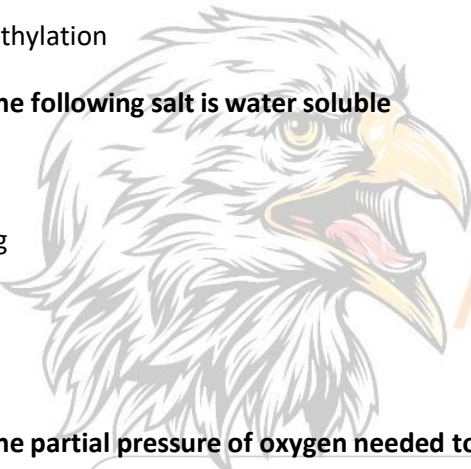 thylation
he following salt is water soluble
g
he partial pressure of oxygen needed to